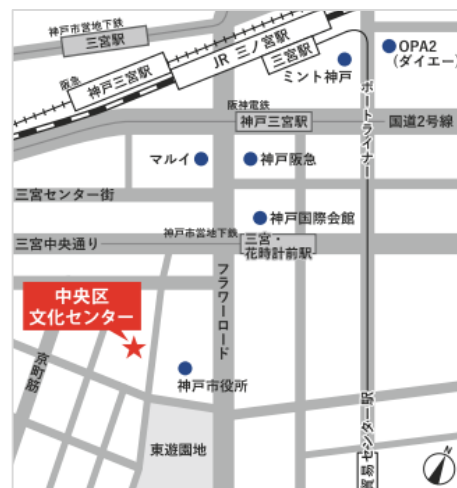 神戸市営地下鉄
三宮駅
JR 三ノ宮駅
三宮駅
OPA2
(ダイエー)
ミント神戸
阪急
神戸三宮駅
ポートライナー
阪神電鉄
神戸三宮駅
国道2号線
マルイ
神戸阪急
三宮センター街
神戸国際会館
三宮中央通り
神戸市営地下鉄
三宮・
花時計前駅
フラワーロード
中央区
文化センター
京町筋
神戸市役所
東遊園地
貿易センター駅
N